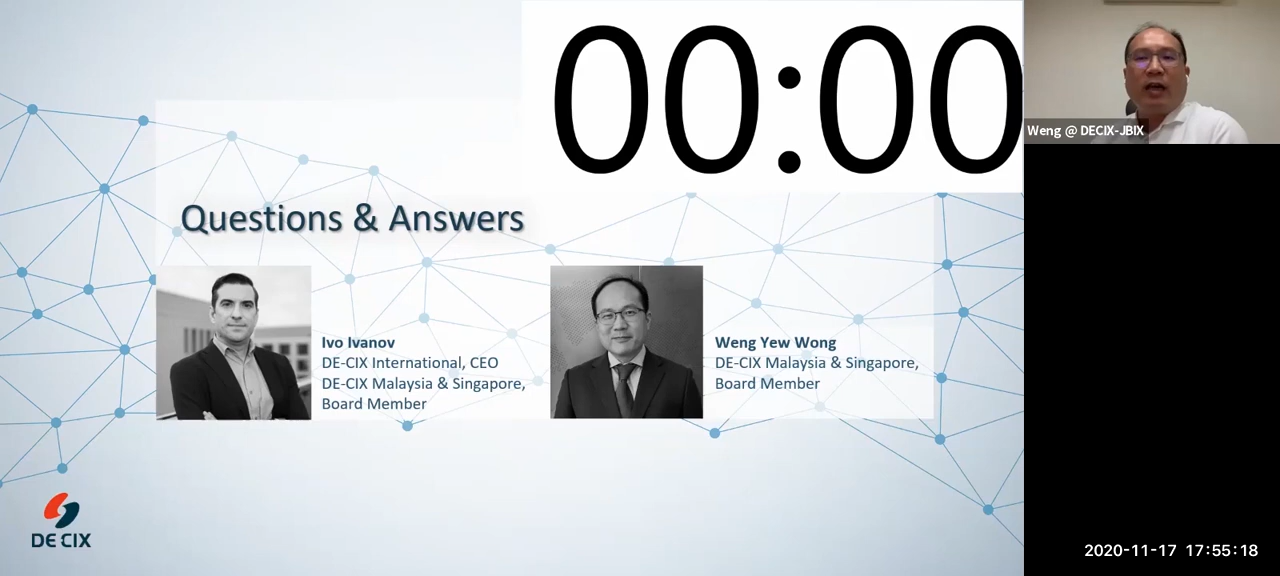 00:00
Weng @ DECIX-JBIX
Questions & Answers
Ivo Ivanov
DE-CIX International, CEO
DE-CIX Malaysia & Singapore,
Board Member
Weng Yew Wong
DE-CIX Malaysia & Singapore,
Board Member
DE CIX
2020-11-17 17:55:18